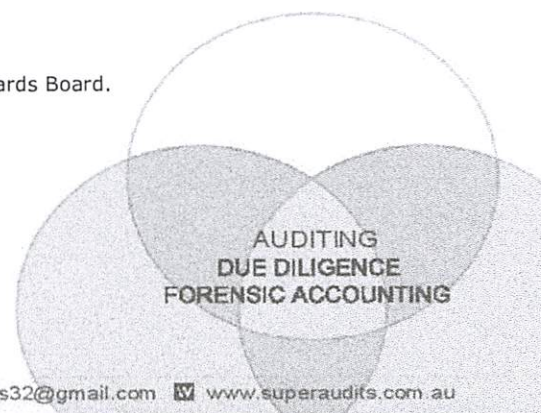 ards Board.
AUDITING
DUE DILIGENCE
FORENSIC ACCOUNTING
s32@gmail.com W www.superaudits.com.au